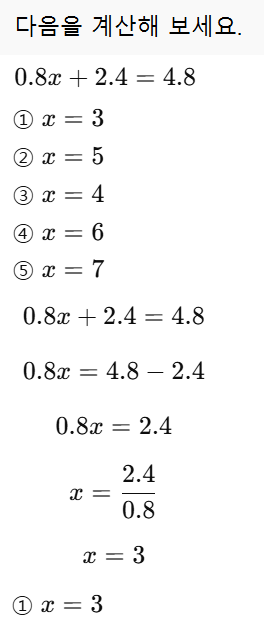 다음을 계산해 보세요.
0.8x + 2.4 = 4.8
① x = 3
② x = 5
③ x = 4
④ x = 6
⑤ x = 7
0.8x + 2.4 = 4.8
0.8x = 4.8 − 2.4
0.8x = 2.4
x = \frac{2.4}{0.8}
x = 3
① x = 3